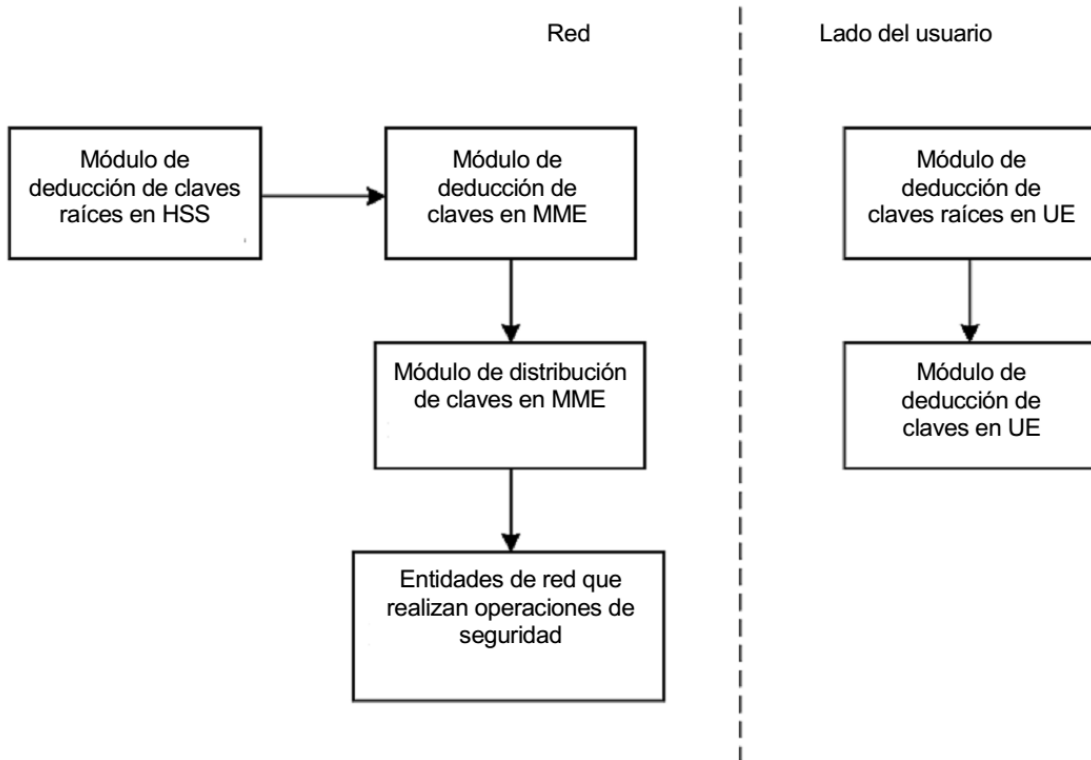 Red
Lado del usuario
Módulo de
deducción de claves
raíces en HSS
Módulo de
deducción de
claves en MME
Módulo de
deducción de
claves raíces en UE
Módulo de distribución
de claves en MME
Módulo de
deducción de
claves en UE
Entidades de red que
realizan operaciones de
seguridad